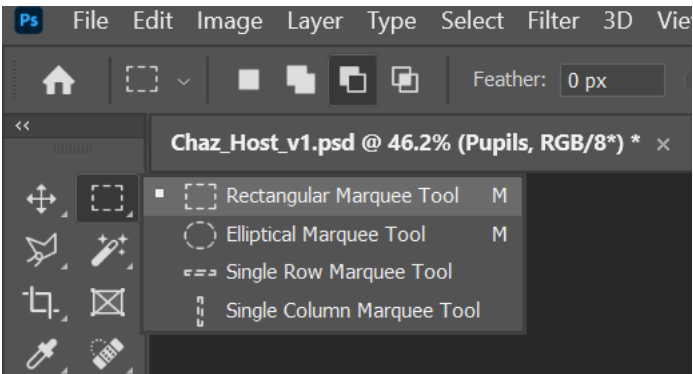 Ps File Edit Image Layer Type Select Filter 3D
Feather: 0 px
Chaz_Host_v1.psd @ 46.2% (Pupils, RGB/8*) * ×
Rectangular Marquee Tool M
Elliptical Marquee Tool M
Single Row Marquee Tool
Single Column Marquee Tool